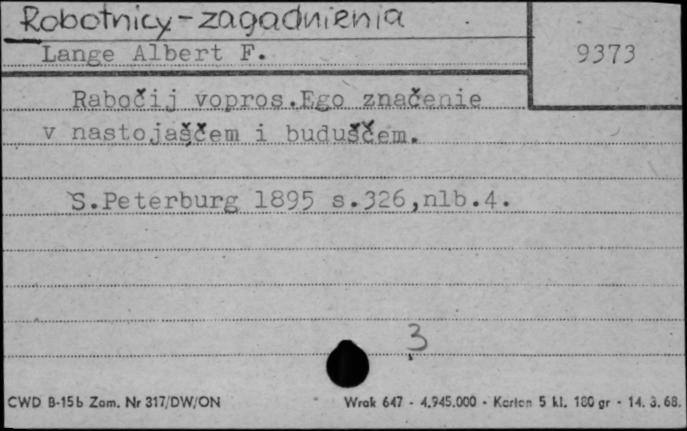 Robotnicy-zagadnienia
Lange Albert F.
9373
Rabočij vopros.Ego značenie
v nastojaščem i buduščem.
S.Peterburg 1895 s.326,nlb.4.
3
CWD B-15b Zam. Nr 317/DW/ON
Wrak 647 - 4.945.000 - Karton 5 kl. 180 gr - 14. 3. 68.